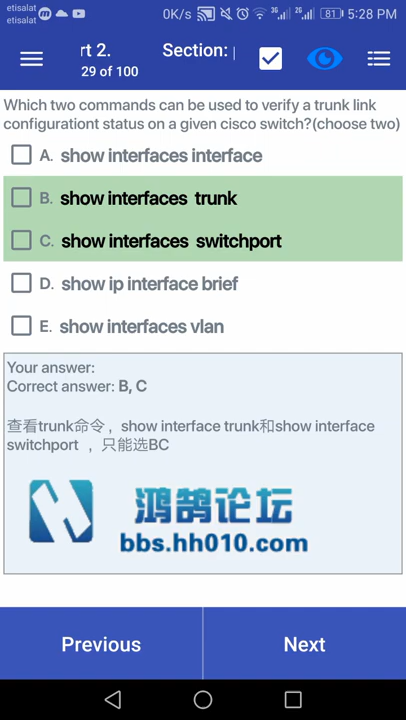 etisalat
etisalat
0K/s
3G
2G
81
5:28 PM
rt 2.
Section:
29 of 100
Which two commands can be used to verify a trunk link
configurationt status on a given cisco switch?(choose two)
A. show interfaces interface
B. show interfaces trunk
C. show interfaces switchport
D. show ip interface brief
E. show interfaces vlan
Your answer:
Correct answer: B, C
查看trunk命令，show interface trunk和show interface
switchport ，只能选BC
鸿鹄论坛
bbs.hh010.com
Previous
Next